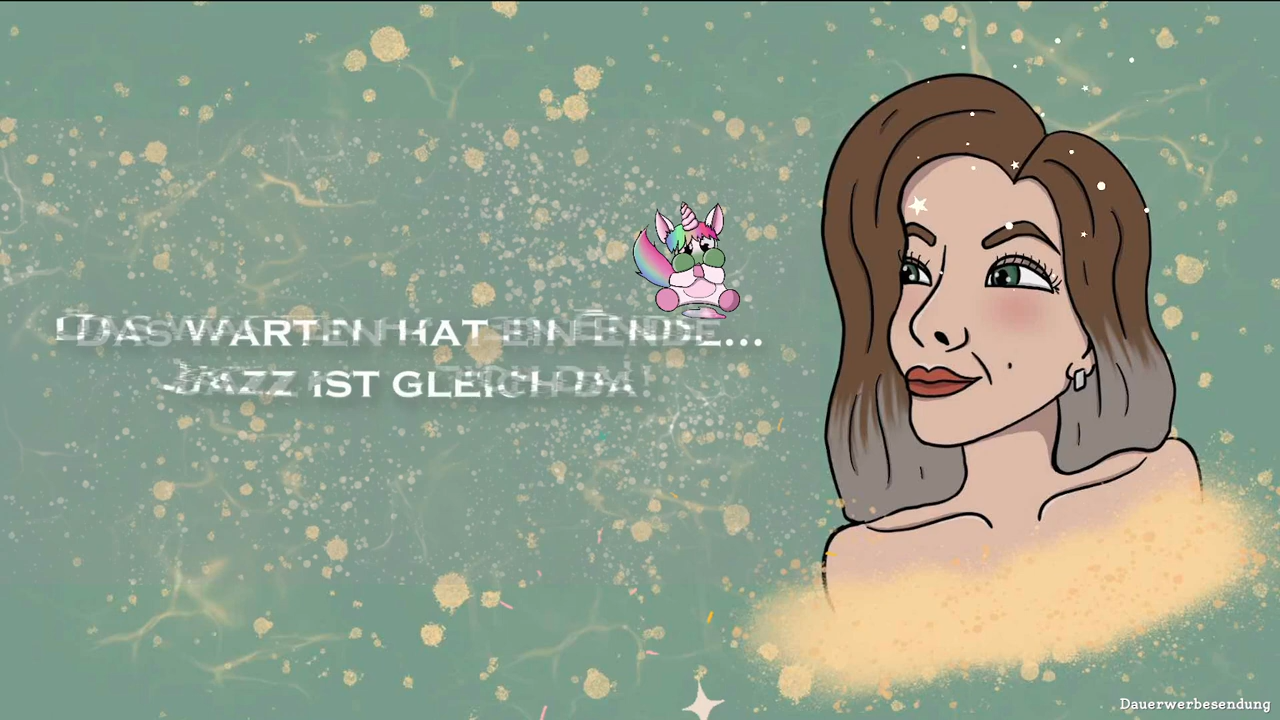 Das warten hat ein Ende...
Jazz ist gleich da!
Dauerwerbesendung